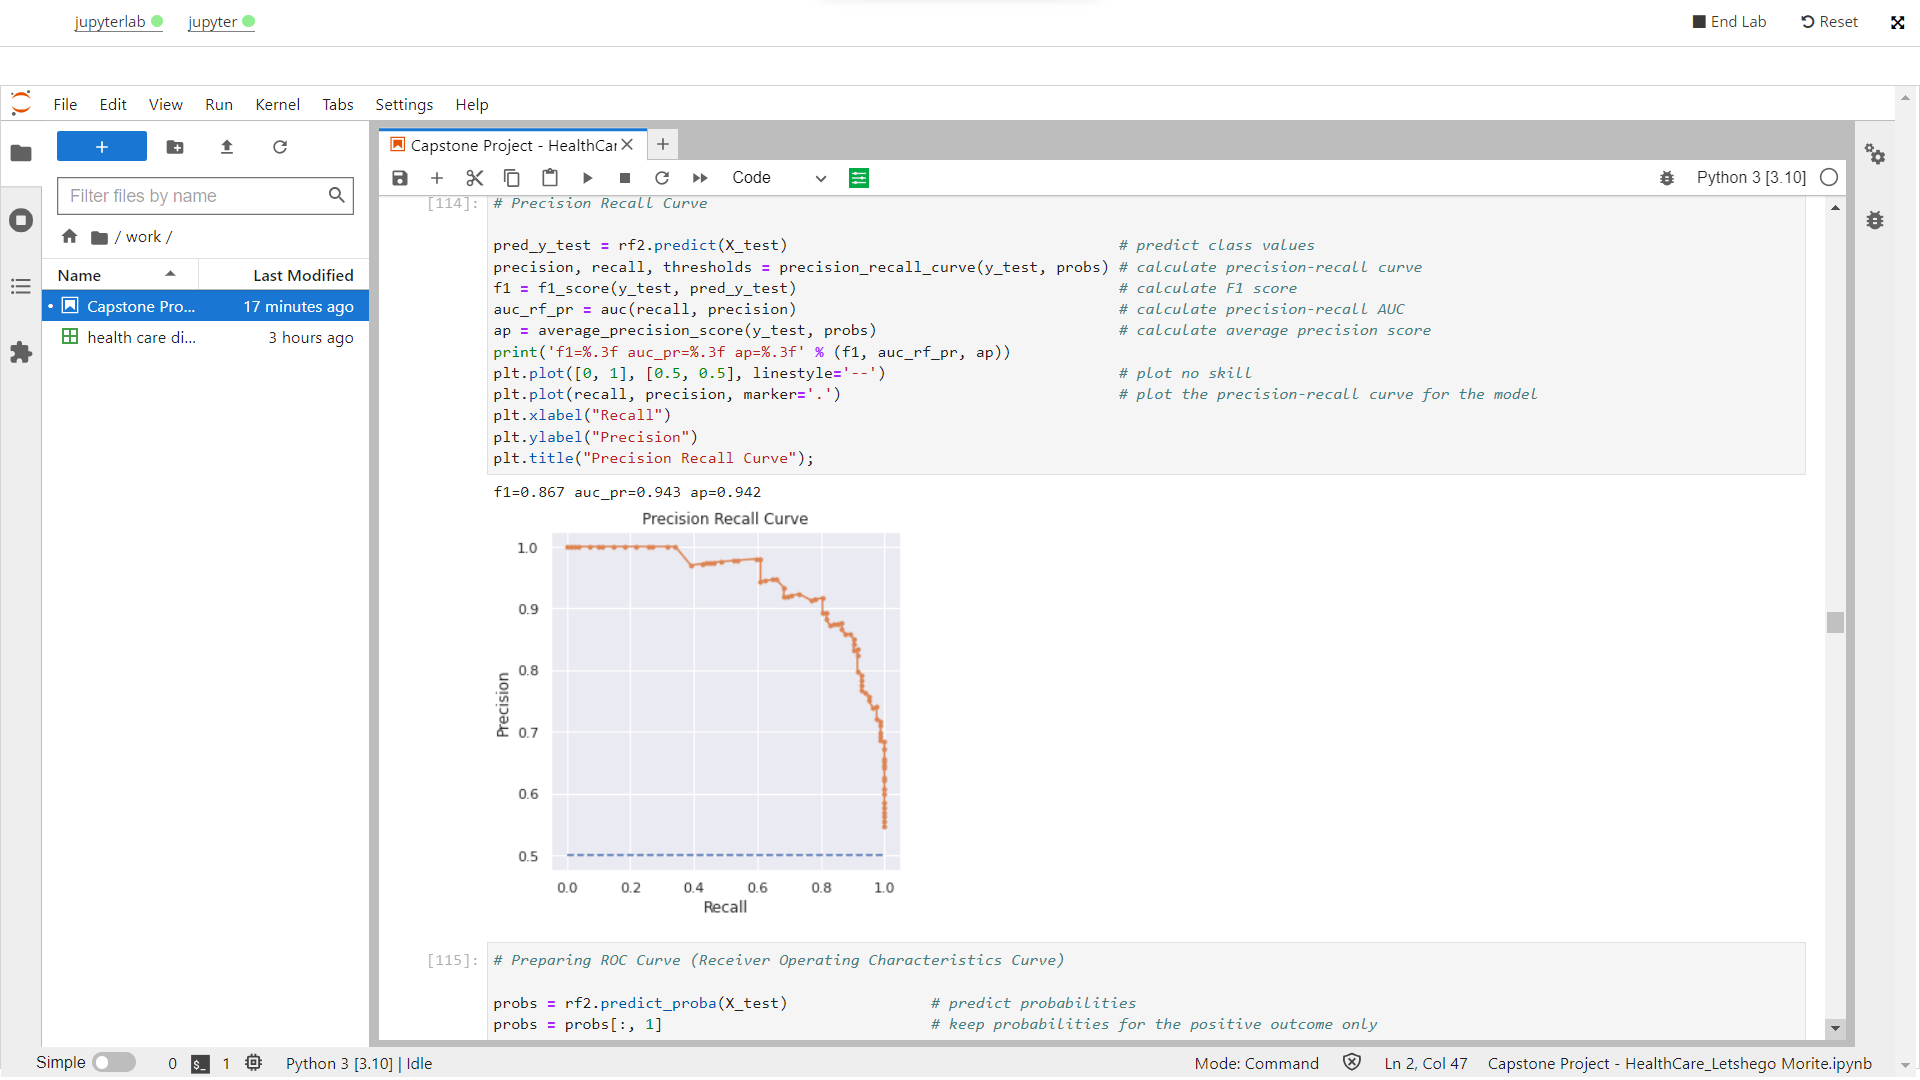 jupyterlab jupyter End Lab Reset
File Edit View Run Kernel Tabs Settings Help
Capstone Project - HealthCar
Filter files by name
Code Python 3 [3.10]
/ work /
Name Last Modified
Capstone Pro... 17 minutes ago
health care di... 3 hours ago
[114]: # Precision Recall Curve
pred_y_test = rf2.predict(X_test) # predict class values
precision, recall, thresholds = precision_recall_curve(y_test, probs) # calculate precision-recall curve
f1 = f1_score(y_test, pred_y_test) # calculate F1 score
auc_rf_pr = auc(recall, precision) # calculate precision-recall AUC
ap = average_precision_score(y_test, probs) # calculate average precision score
print('f1=%.3f auc_pr=%.3f ap=%.3f' % (f1, auc_rf_pr, ap))
plt.plot([0, 1], [0.5, 0.5], linestyle='--') # plot no skill
plt.plot(recall, precision, marker='.') # plot the precision-recall curve for the model
plt.xlabel("Recall")
plt.ylabel("Precision")
plt.title("Precision Recall Curve");
f1=0.867 auc_pr=0.943 ap=0.942
Precision Recall Curve
1.0
0.9
0.8
0.7
0.6
0.5
Precision
0.0 0.2 0.4 0.6 0.8 1.0
Recall
[115]: # Preparing ROC Curve (Receiver Operating Characteristics Curve)
probs = rf2.predict_proba(X_test) # predict probabilities
probs = probs[:, 1] # keep probabilities for the positive outcome only
Simple 0 $_ 1 Python 3 [3.10] | Idle Mode: Command Ln 2, Col 47 Capstone Project - HealthCare_Letshego Morite.ipynb